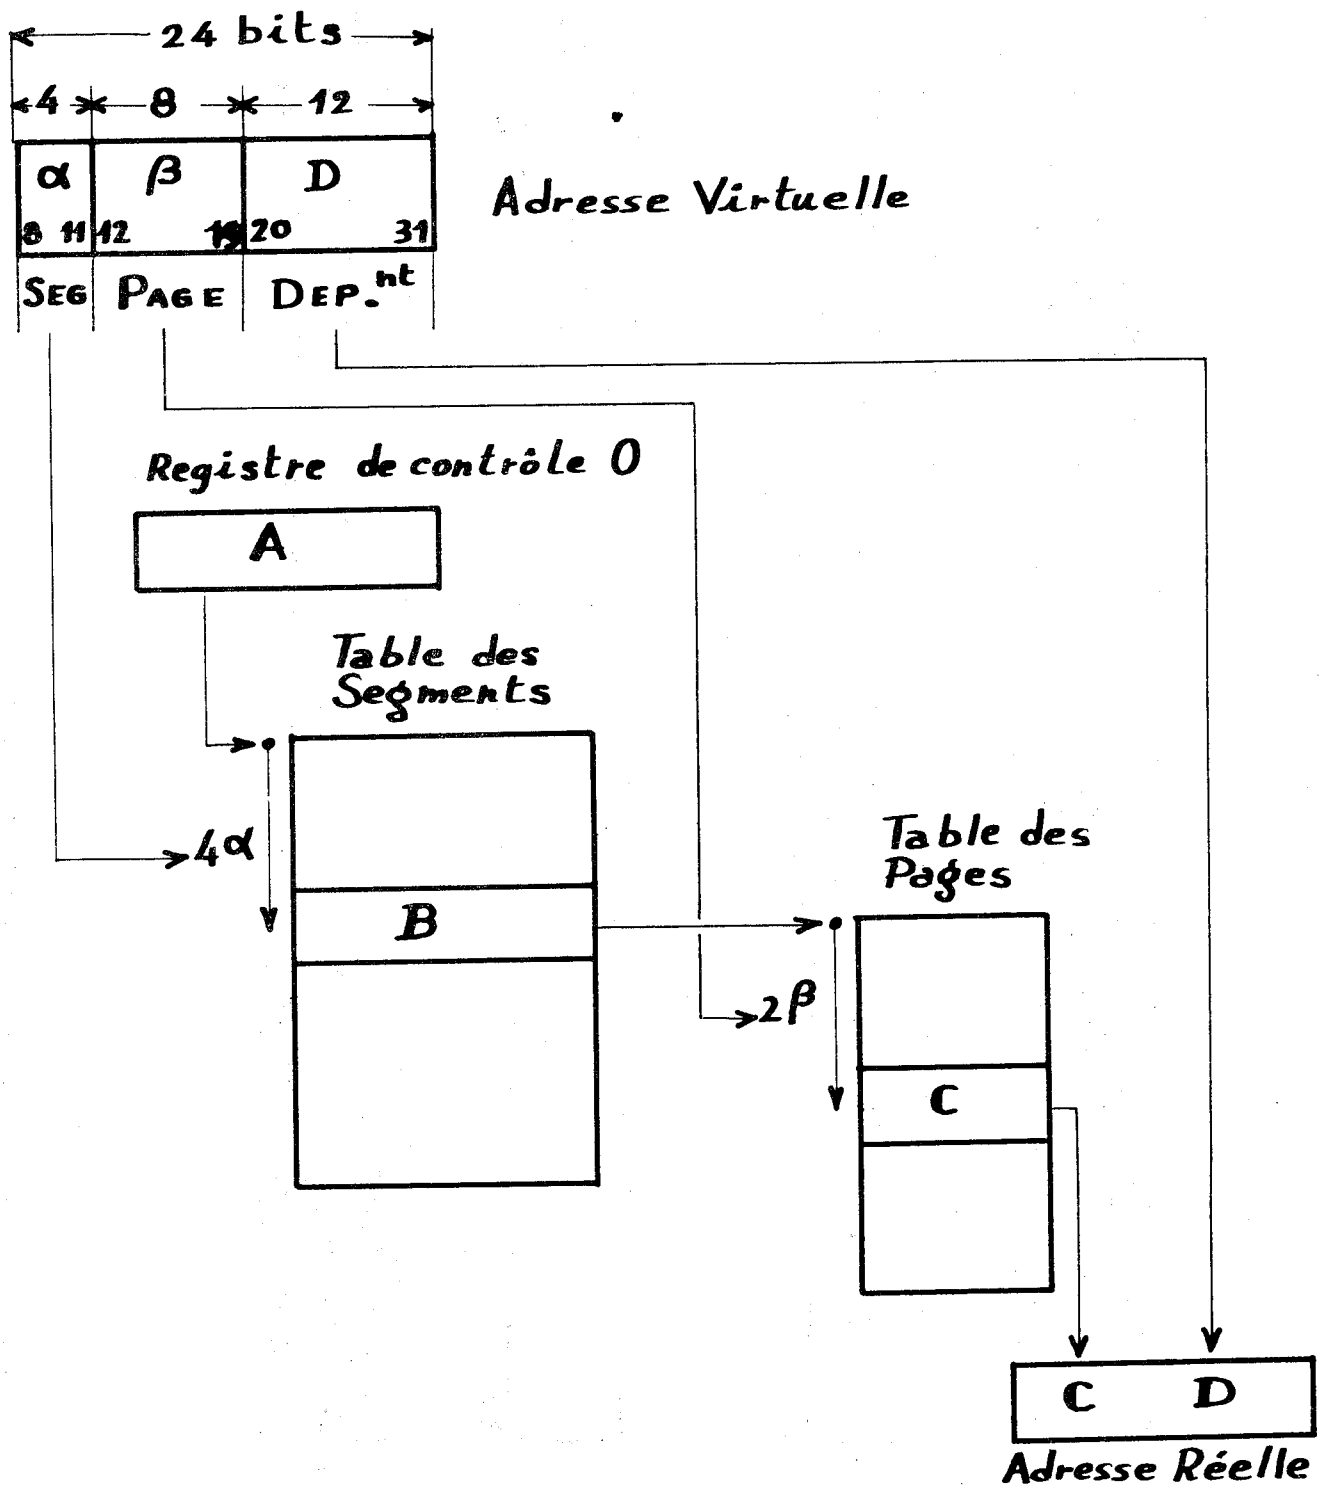 24 bits
4 8 12
α β D
8 11 12 19 20 31
Adresse Virtuelle
SEG PAGE DEP.nt
Registre de contrôle 0
A
Table des
Segments
4α
B
Table des
Pages
2β
C
C D
Adresse Réelle